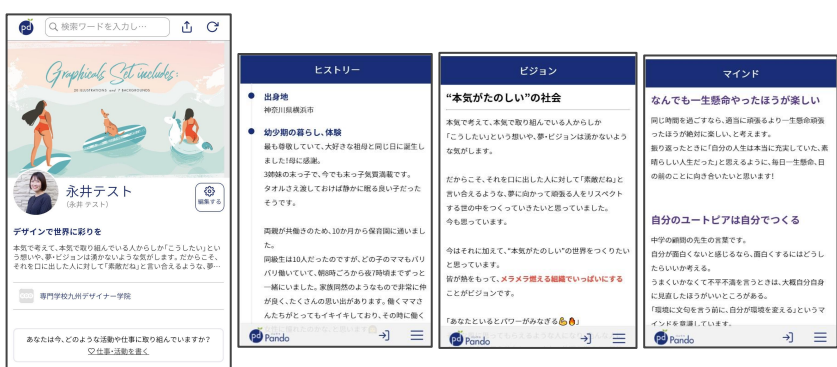 pd
検索ワードを入力し…
Graphicals Set includes:
20 ILLUSTRATIONS and 7 BACKGROUNDS
永井テスト
(永井 テスト)
編集する
デザインで世界に彩りを
本気で考えて、本気で取り組んでいる人からしか「こうしたい」とい
う想いや、夢・ビジョンは湧かないような気がします。だからこそ、
それを口に出した人に対して「素敵だね」と言い合えるような、夢…
専門学校九州デザイナー学院
あなたは今、どのような活動や仕事に取り組んでいますか?
仕事・活動を書く
ヒストリー
出身地
神奈川県横浜市
幼少期の暮らし、体験
最も尊敬していて、大好きな祖母と同じ日に誕生し
ました!母に感謝。
3姉妹の末っ子で、今でも末っ子気質満載です。
タオルさえ渡しておけば静かに眠る良い子だった
そうです。
両親が共働きのため、10か月から保育園に通いまし
た。
同級生は10人だったのですが、どの子のママもバリ
バリ働いていて、朝8時ごろから夜7時頃までずっと
一緒にいました。家族同然のようなもので非常に仲
が良く、たくさんの思い出があります。働くママさ
んたちがとってもイキイキしており、その時に働く
pd Pando
ビジョン
“本気がたのしい”の社会
本気で考えて、本気で取り組んでいる人からしか
「こうしたい」という想いや、夢・ビジョンは湧かないよう
な気がします。
だからこそ、それを口に出した人に対して「素敵だね」と
言い合えるような、夢に向かって頑張る人をリスペクト
する世の中をつくっていきたいと思っていました。
今も思っています。
今はそれに加えて、“本気がたのしい”の世界をつくりたい
と思っています。
皆が熱をもって、メラメラ燃える組織でいっぱいにする
ことがビジョンです。
「あなたといるとパワーがみなぎる💪🔥」
pd Pando
マインド
なんでも一生懸命やったほうが楽しい
同じ時間を過ごすなら、適当に頑張るより一生懸命頑張
ったほうが絶対に楽しい、と考えます。
振り返ったときに「自分の人生は本当に充実していた、素
晴らしい人生だった」と思えるように、毎日一生懸命、目
の前のことに向き合いたいと思います!
自分のユートピアは自分でつくる
中学の顧問の先生の言葉です。
自分が面白くないと感じるなら、面白くするにはどうし
たらいいか考える。
うまくいかなくて不平不満を言うときは、大概自分自身
に見直したほうがいいところがある。
「環境に文句を言う前に、自分が環境を変える」というマ
インドを意識しています。
pd Pando